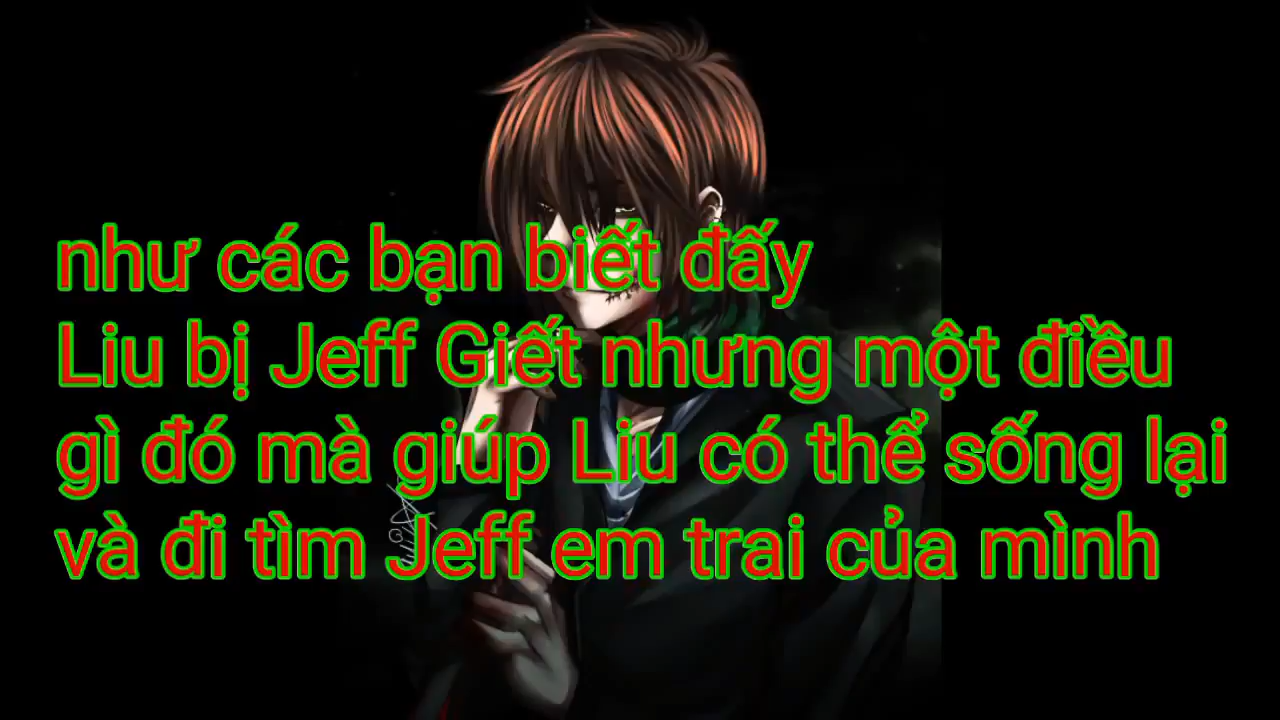 như các bạn biết đấy
Liu bị Jeff Giết nhưng một điều
gì đó mà giúp Liu có thể sống lại
và đi tìm Jeff em trai của mình